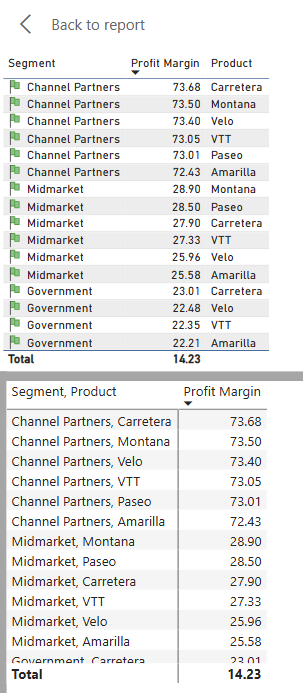 Back to report
Segment Profit Margin Product
Channel Partners 73.68 Carretera
Channel Partners 73.50 Montana
Channel Partners 73.40 Velo
Channel Partners 73.05 VTT
Channel Partners 73.01 Paseo
Channel Partners 72.43 Amarilla
Midmarket 28.90 Montana
Midmarket 28.50 Paseo
Midmarket 27.90 Carretera
Midmarket 27.33 VTT
Midmarket 25.96 Velo
Midmarket 25.58 Amarilla
Government 23.01 Carretera
Government 22.48 Velo
Government 22.35 VTT
Government 22.21 Amarilla
Total 14.23
Segment, Product Profit Margin
Channel Partners, Carretera 73.68
Channel Partners, Montana 73.50
Channel Partners, Velo 73.40
Channel Partners, VTT 73.05
Channel Partners, Paseo 73.01
Channel Partners, Amarilla 72.43
Midmarket, Montana 28.90
Midmarket, Paseo 28.50
Midmarket, Carretera 27.90
Midmarket, VTT 27.33
Midmarket, Velo 25.96
Midmarket, Amarilla 25.58
Government, Carretera 23.01
Total 14.23